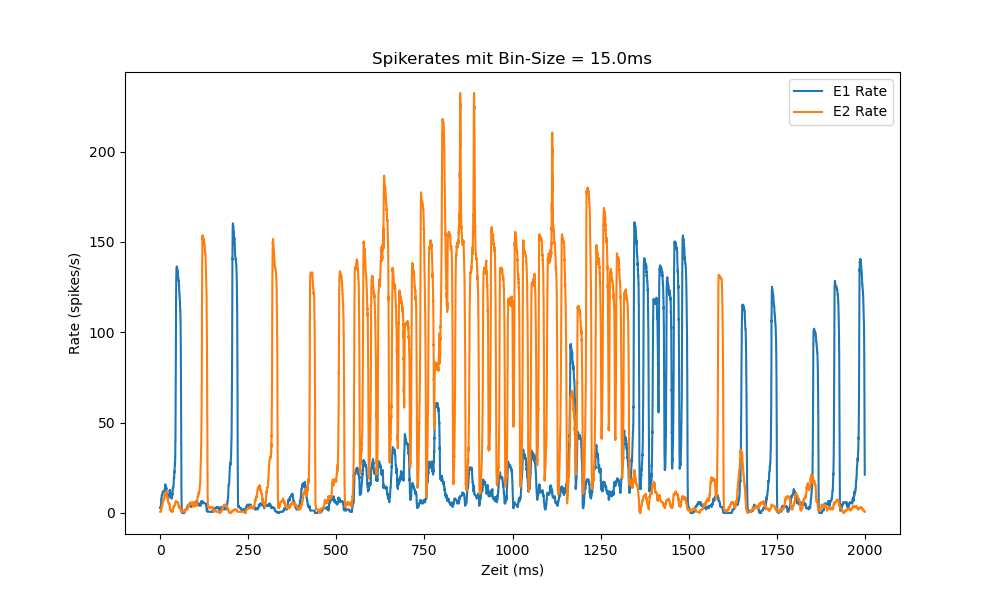 Spikerates mit Bin-Size = 15.0ms
E1 Rate
E2 Rate
Rate (spikes/s)
200
150
100
50
0
0 250 500 750 1000 1250 1500 1750 2000
Zeit (ms)